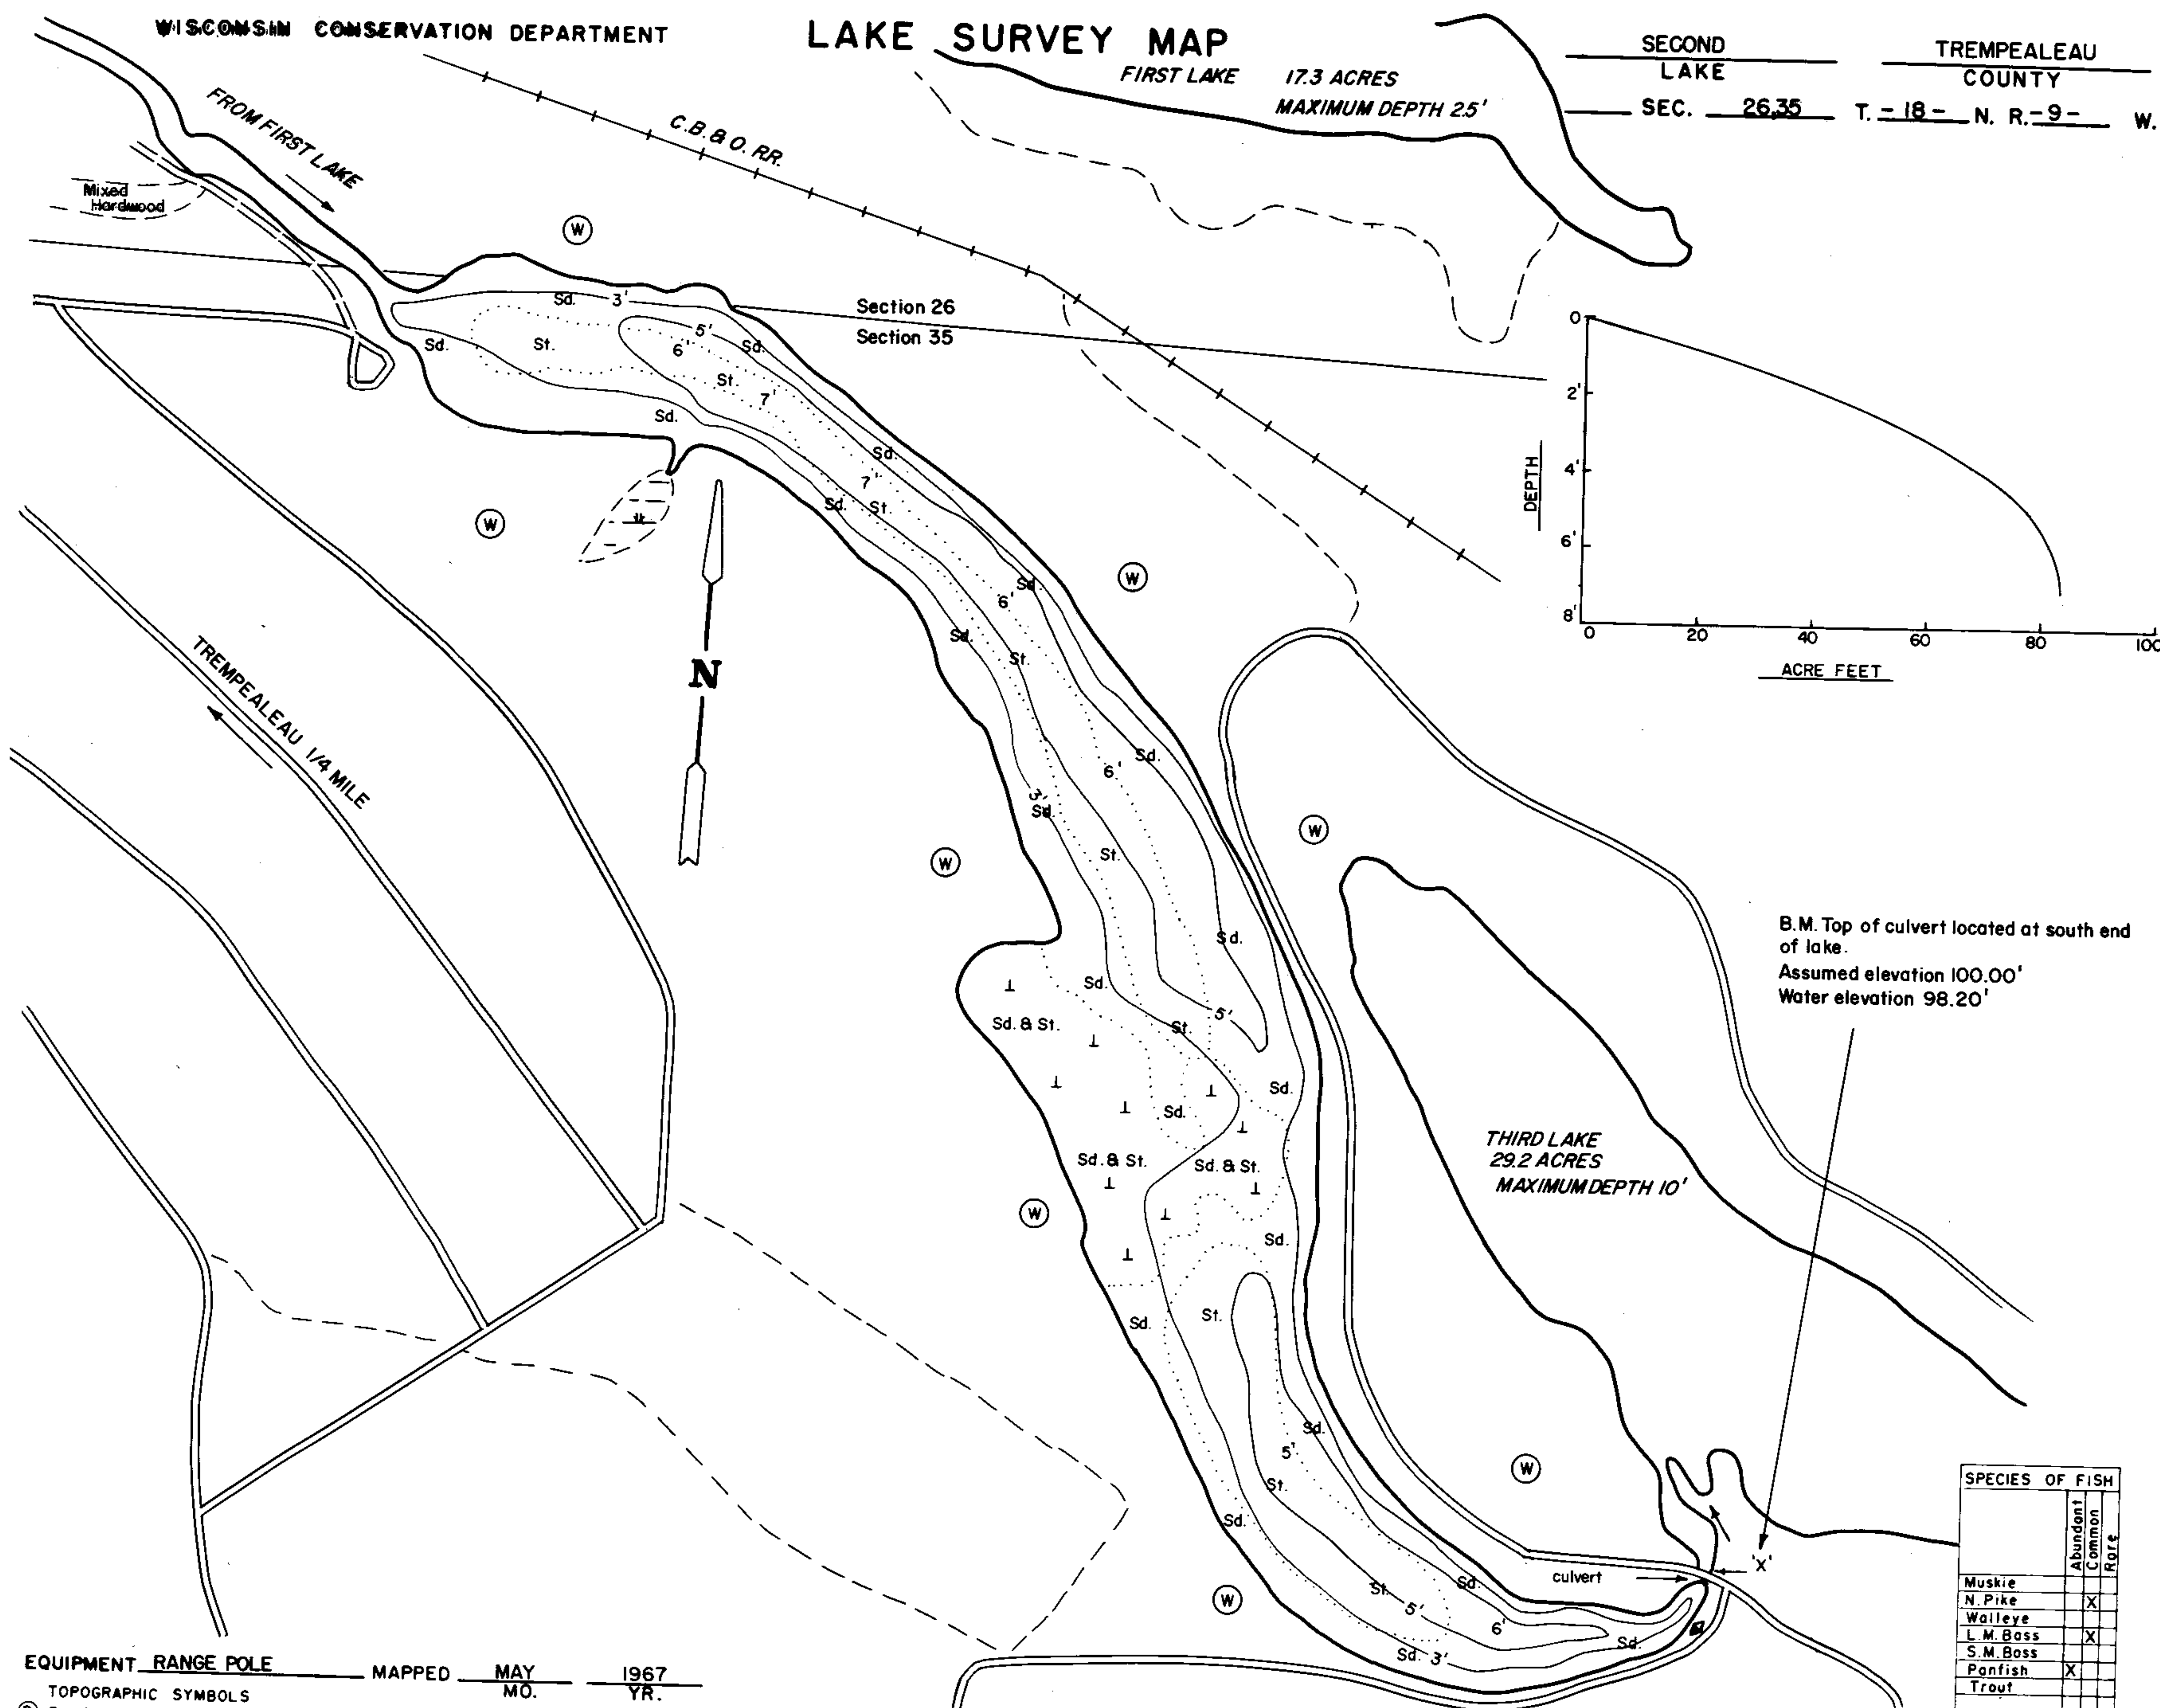 WISCONSIN CONSERVATION DEPARTMENT
LAKE SURVEY MAP
SECOND
LAKE
TREMPEALEAU
COUNTY
SEC. 26,35 T. -18- N. R. -9- W.
FIRST LAKE 17.3 ACRES
MAXIMUM DEPTH 25'
FROM FIRST LAKE
C.B. & Q. RR.
Mixed
Hardwood
W
Section 26
Section 35
Sd. 3'
Sd.
St.
5'
6'
Sd.
St.
7'
Sd.
Sd.
7'
Sd.
St.
W
W
0
2'
4'
6'
8'
DEPTH
0 20 40 60 80 100
ACRE FEET
N
TREMPEALEAU 1/4 MILE
Sd.
6'
Sd.
St.
Sd.
6'
3'
Sd.
W
W
St.
Sd.
B.M. Top of culvert located at south end
of lake.
Assumed elevation 100.00'
Water elevation 98.20'
Sd.
Sd. & St.
St.
5'
Sd.
Sd.
Sd. & St.
Sd. & St.
THIRD LAKE
29.2 ACRES
MAXIMUM DEPTH 10'
W
Sd.
Sd.
St.
Sd.
5'
St.
Sd.
W
W
culvert
'X'
St.
5'
Sd.
6'
Sd.
Sd. 3'
SPECIES OF FISH
Abundant
Common
Rare
Muskie
N. Pike X
Walleye
L.M. Bass X
S.M. Bass
Panfish X
Trout
EQUIPMENT RANGE POLE MAPPED MAY 1967
MO. YR.
TOPOGRAPHIC SYMBOLS